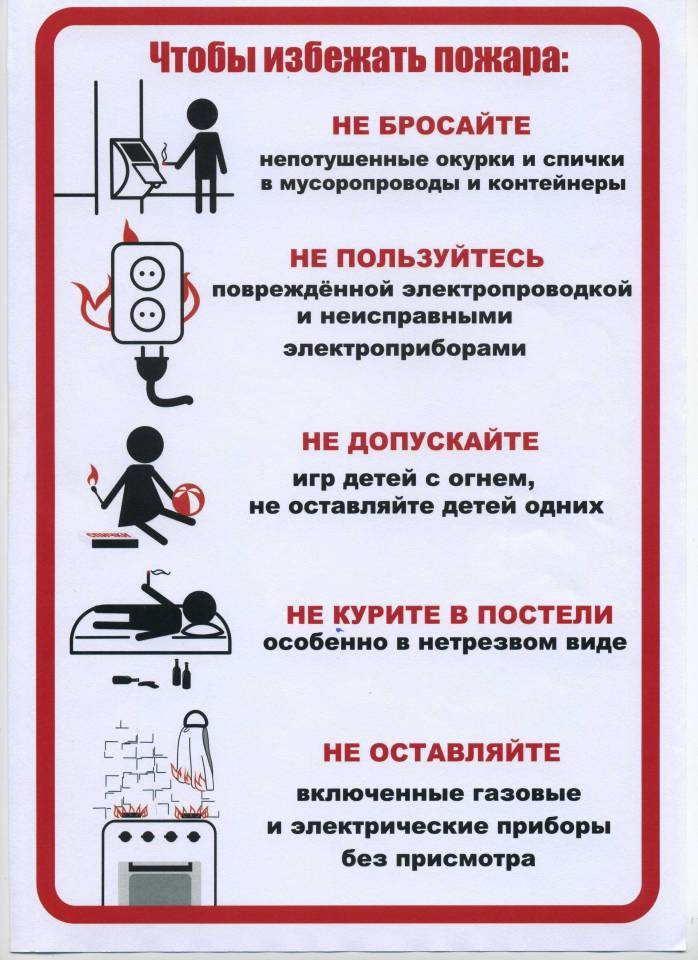 Чтобы избежать пожара:
НЕ БРОСАЙТЕ
непотушенные окурки и спички
в мусоропроводы и контейнеры
НЕ ПОЛЬЗУЙТЕСЬ
повреждённой электропроводкой
и неисправными
электроприборами
НЕ ДОПУСКАЙТЕ
игр детей с огнем,
не оставляйте детей одних
СПИЧКИ
НЕ КУРИТЕ В ПОСТЕЛИ
особенно в нетрезвом виде
НЕ ОСТАВЛЯЙТЕ
включенные газовые
и электрические приборы
без присмотра